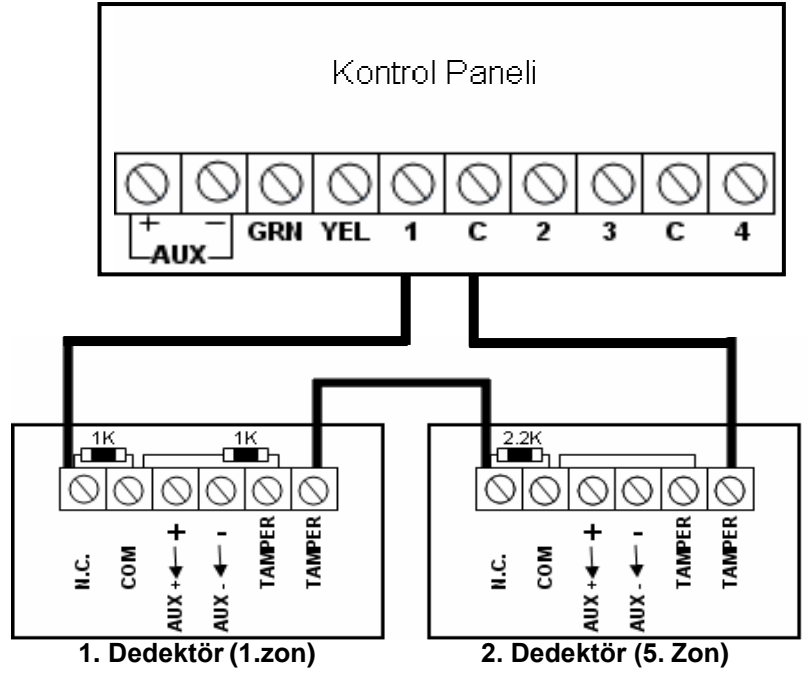 Kontrol Paneli
+ − GRN YEL 1 C 2 3 C 4
AUX
1K 1K
N.C. COM AUX + + AUX - - TAMPER TAMPER
1. Dedektör (1.zon)
2.2K
N.C. COM AUX + + AUX - - TAMPER TAMPER
2. Dedektör (5. Zon)